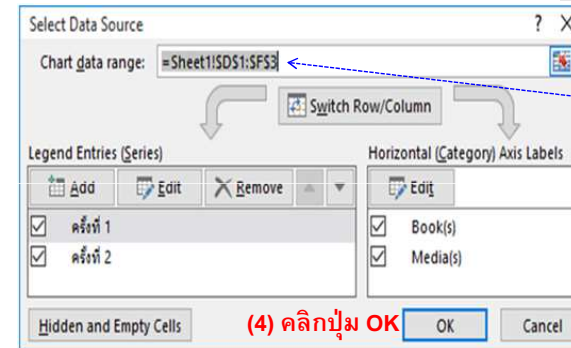 Select Data Source ? X
Chart data range: =Sheet1!$D$1:$F$3
Switch Row/Column
Legend Entries (Series) Horizontal (Category) Axis Labels
Add Edit Remove Edit
ครั้งที่ 1 Book(s)
ครั้งที่ 2 Media(s)
Hidden and Empty Cells (4) คลิกปุ่ม OK OK Cancel